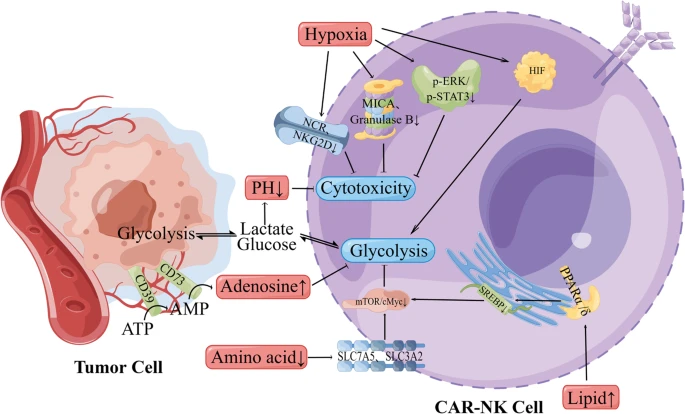 Hypoxia
HIF
p-ERK/
p-STAT3↓
MICA、
Granulase B↓
NCR、
NKG2D↓
PH↓
Cytotoxicity
Glycolysis
Lactate
Glucose
Glycolysis
CD73
CD39
AMP
ATP
Adenosine↑
mTOR/cMyc↓
SREBP↓
PPARα/δ
Amino acid↓
SLC7A5、SLC3A2
Tumor Cell
CAR-NK Cell
Lipid↑